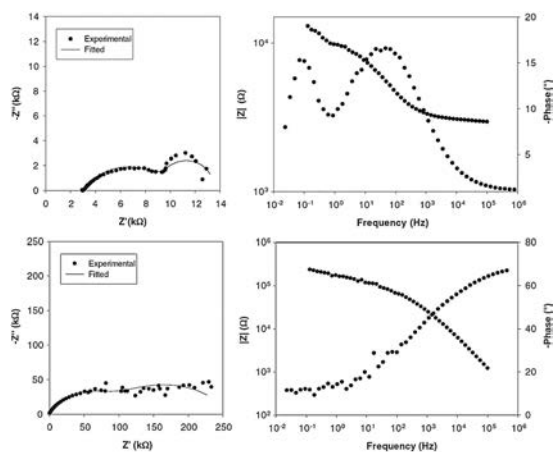 14
12
10
8
6
4
2
0
-Z''(kΩ)
Experimental
Fitted
0 2 4 6 8 10 12 14
Z'(kΩ)
10⁴
10³
|Z| (Ω)
20
15
10
5
-Phase (°)
10⁻² 10⁻¹ 10⁰ 10¹ 10² 10³ 10⁴ 10⁵ 10⁶
Frequency (Hz)
250
200
150
100
50
0
-Z'' (kΩ)
Experimental
Fitted
0 50 100 150 200 250
Z' (kΩ)
10⁶
10⁵
10⁴
10³
10²
|Z| (Ω)
80
60
40
20
0
-Phase (°)
10⁻² 10⁻¹ 10⁰ 10¹ 10² 10³ 10⁴ 10⁵ 10⁶
Frequency (Hz)